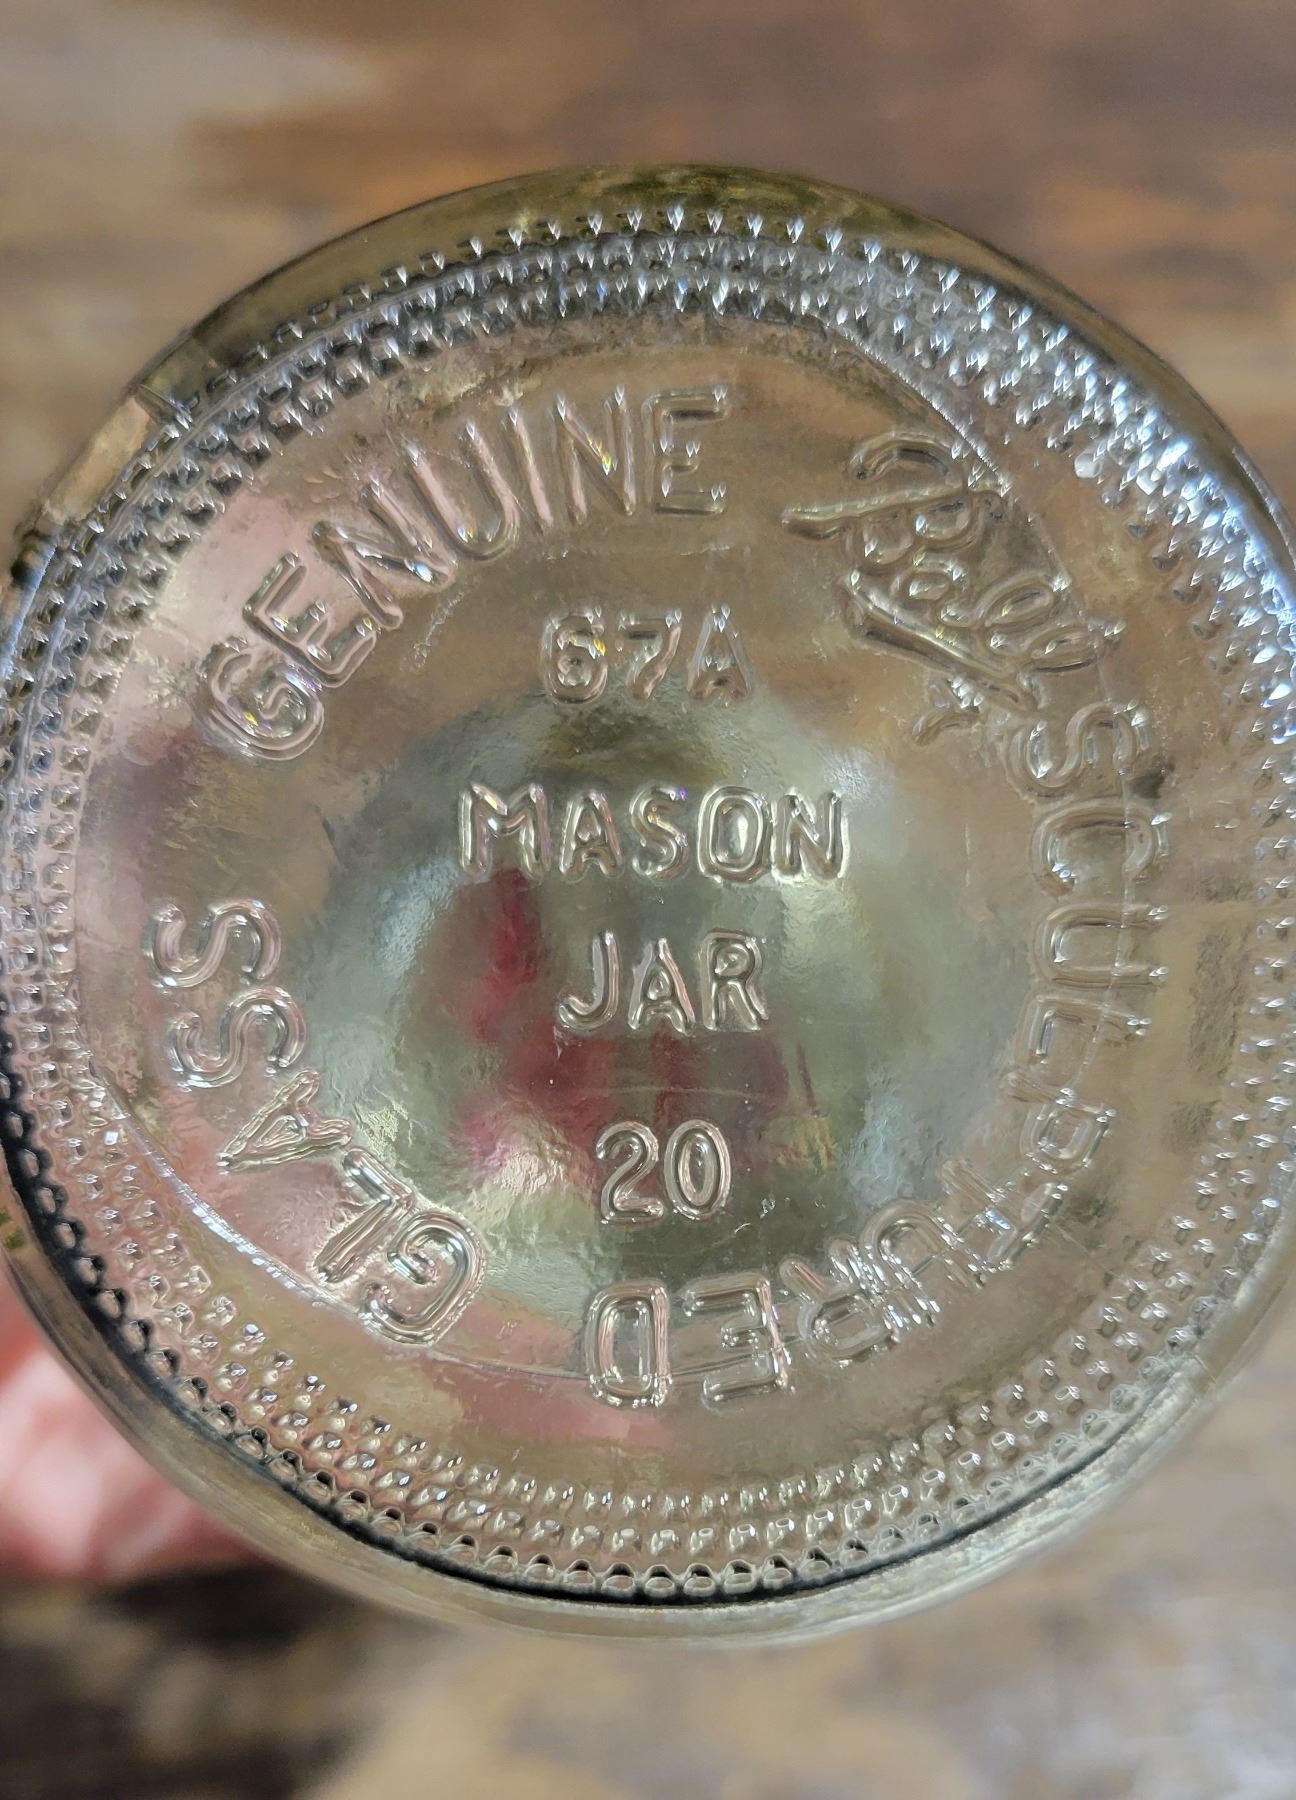 GENUINE Ball SCULPTURED GLASS
67A
MASON
JAR
20